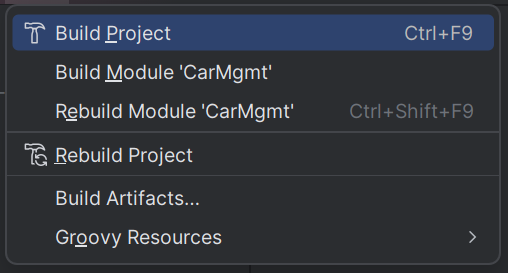 Build Project Ctrl+F9
Build Module 'CarMgmt'
Rebuild Module 'CarMgmt' Ctrl+Shift+F9
Rebuild Project
Build Artifacts...
Groovy Resources